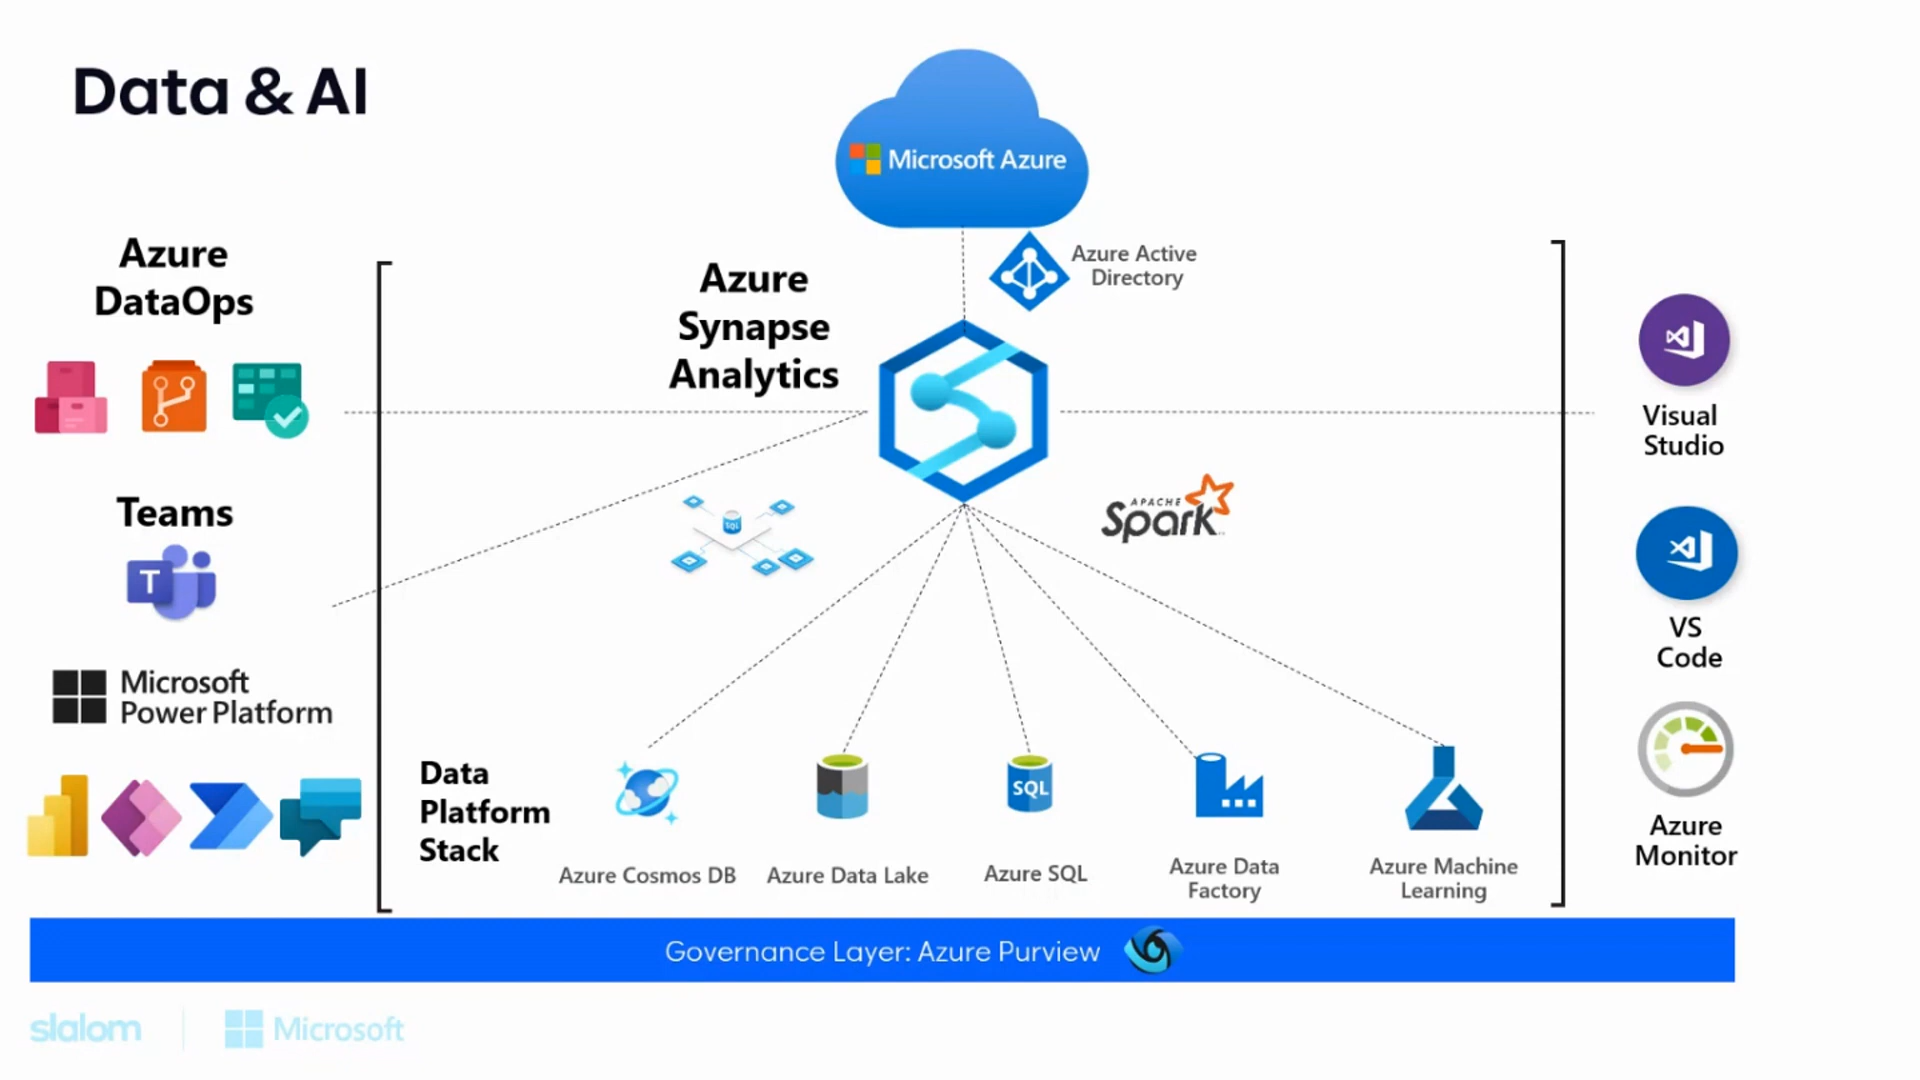 Data & AI
Microsoft Azure
Azure Active
Directory
Azure
DataOps
Azure
Synapse
Analytics
Visual
Studio
APACHE
Spark
SQL
Teams
T
VS
Code
Microsoft
Power Platform
Data
Platform
Stack
SQL
Azure Cosmos DB
Azure Data Lake
Azure SQL
Azure Data
Factory
Azure Machine
Learning
Azure
Monitor
Governance Layer: Azure Purview
slalom
Microsoft